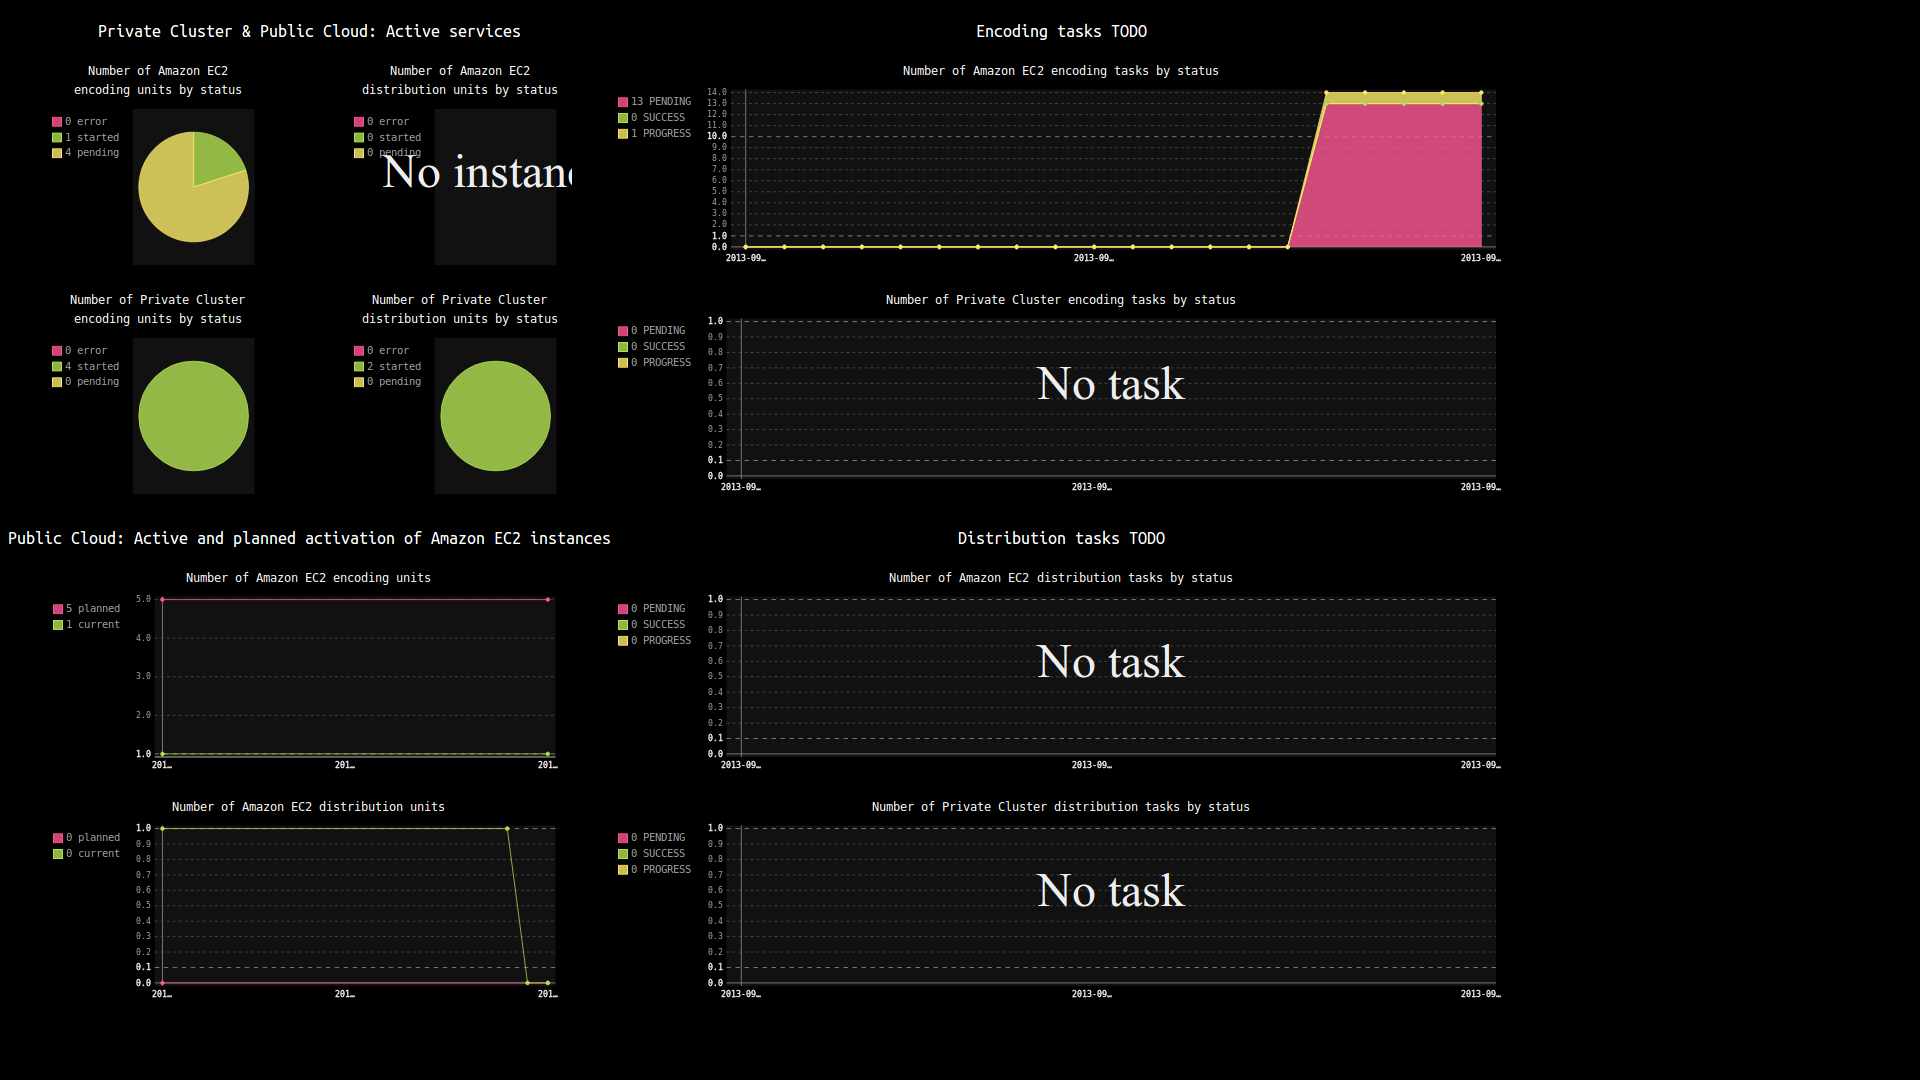 Private Cluster & Public Cloud: Active services
Number of Amazon EC2
encoding units by status
0 error
1 started
4 pending
Number of Amazon EC2
distribution units by status
0 error
0 started
0 pending
No instanc
Number of Private Cluster
encoding units by status
0 error
4 started
0 pending
Number of Private Cluster
distribution units by status
0 error
2 started
0 pending
Encoding tasks TODO
Number of Amazon EC2 encoding tasks by status
13 PENDING
0 SUCCESS
1 PROGRESS
14.0
13.0
12.0
11.0
10.0
9.0
8.0
7.0
6.0
5.0
4.0
3.0
2.0
1.0
0.0
2013-09… 2013-09… 2013-09…
Number of Private Cluster encoding tasks by status
0 PENDING
0 SUCCESS
0 PROGRESS
1.0
0.9
0.8
0.7
0.6
0.5
0.4
0.3
0.2
0.1
0.0
No task
2013-09… 2013-09… 2013-09…
Public Cloud: Active and planned activation of Amazon EC2 instances
Number of Amazon EC2 encoding units
5 planned
1 current
5.0
4.0
3.0
2.0
1.0
201… 201… 201…
Number of Amazon EC2 distribution units
0 planned
0 current
1.0
0.9
0.8
0.7
0.6
0.5
0.4
0.3
0.2
0.1
0.0
201… 201… 201…
Distribution tasks TODO
Number of Amazon EC2 distribution tasks by status
0 PENDING
0 SUCCESS
0 PROGRESS
1.0
0.9
0.8
0.7
0.6
0.5
0.4
0.3
0.2
0.1
0.0
No task
2013-09… 2013-09… 2013-09…
Number of Private Cluster distribution tasks by status
0 PENDING
0 SUCCESS
0 PROGRESS
1.0
0.9
0.8
0.7
0.6
0.5
0.4
0.3
0.2
0.1
0.0
No task
2013-09… 2013-09… 2013-09…